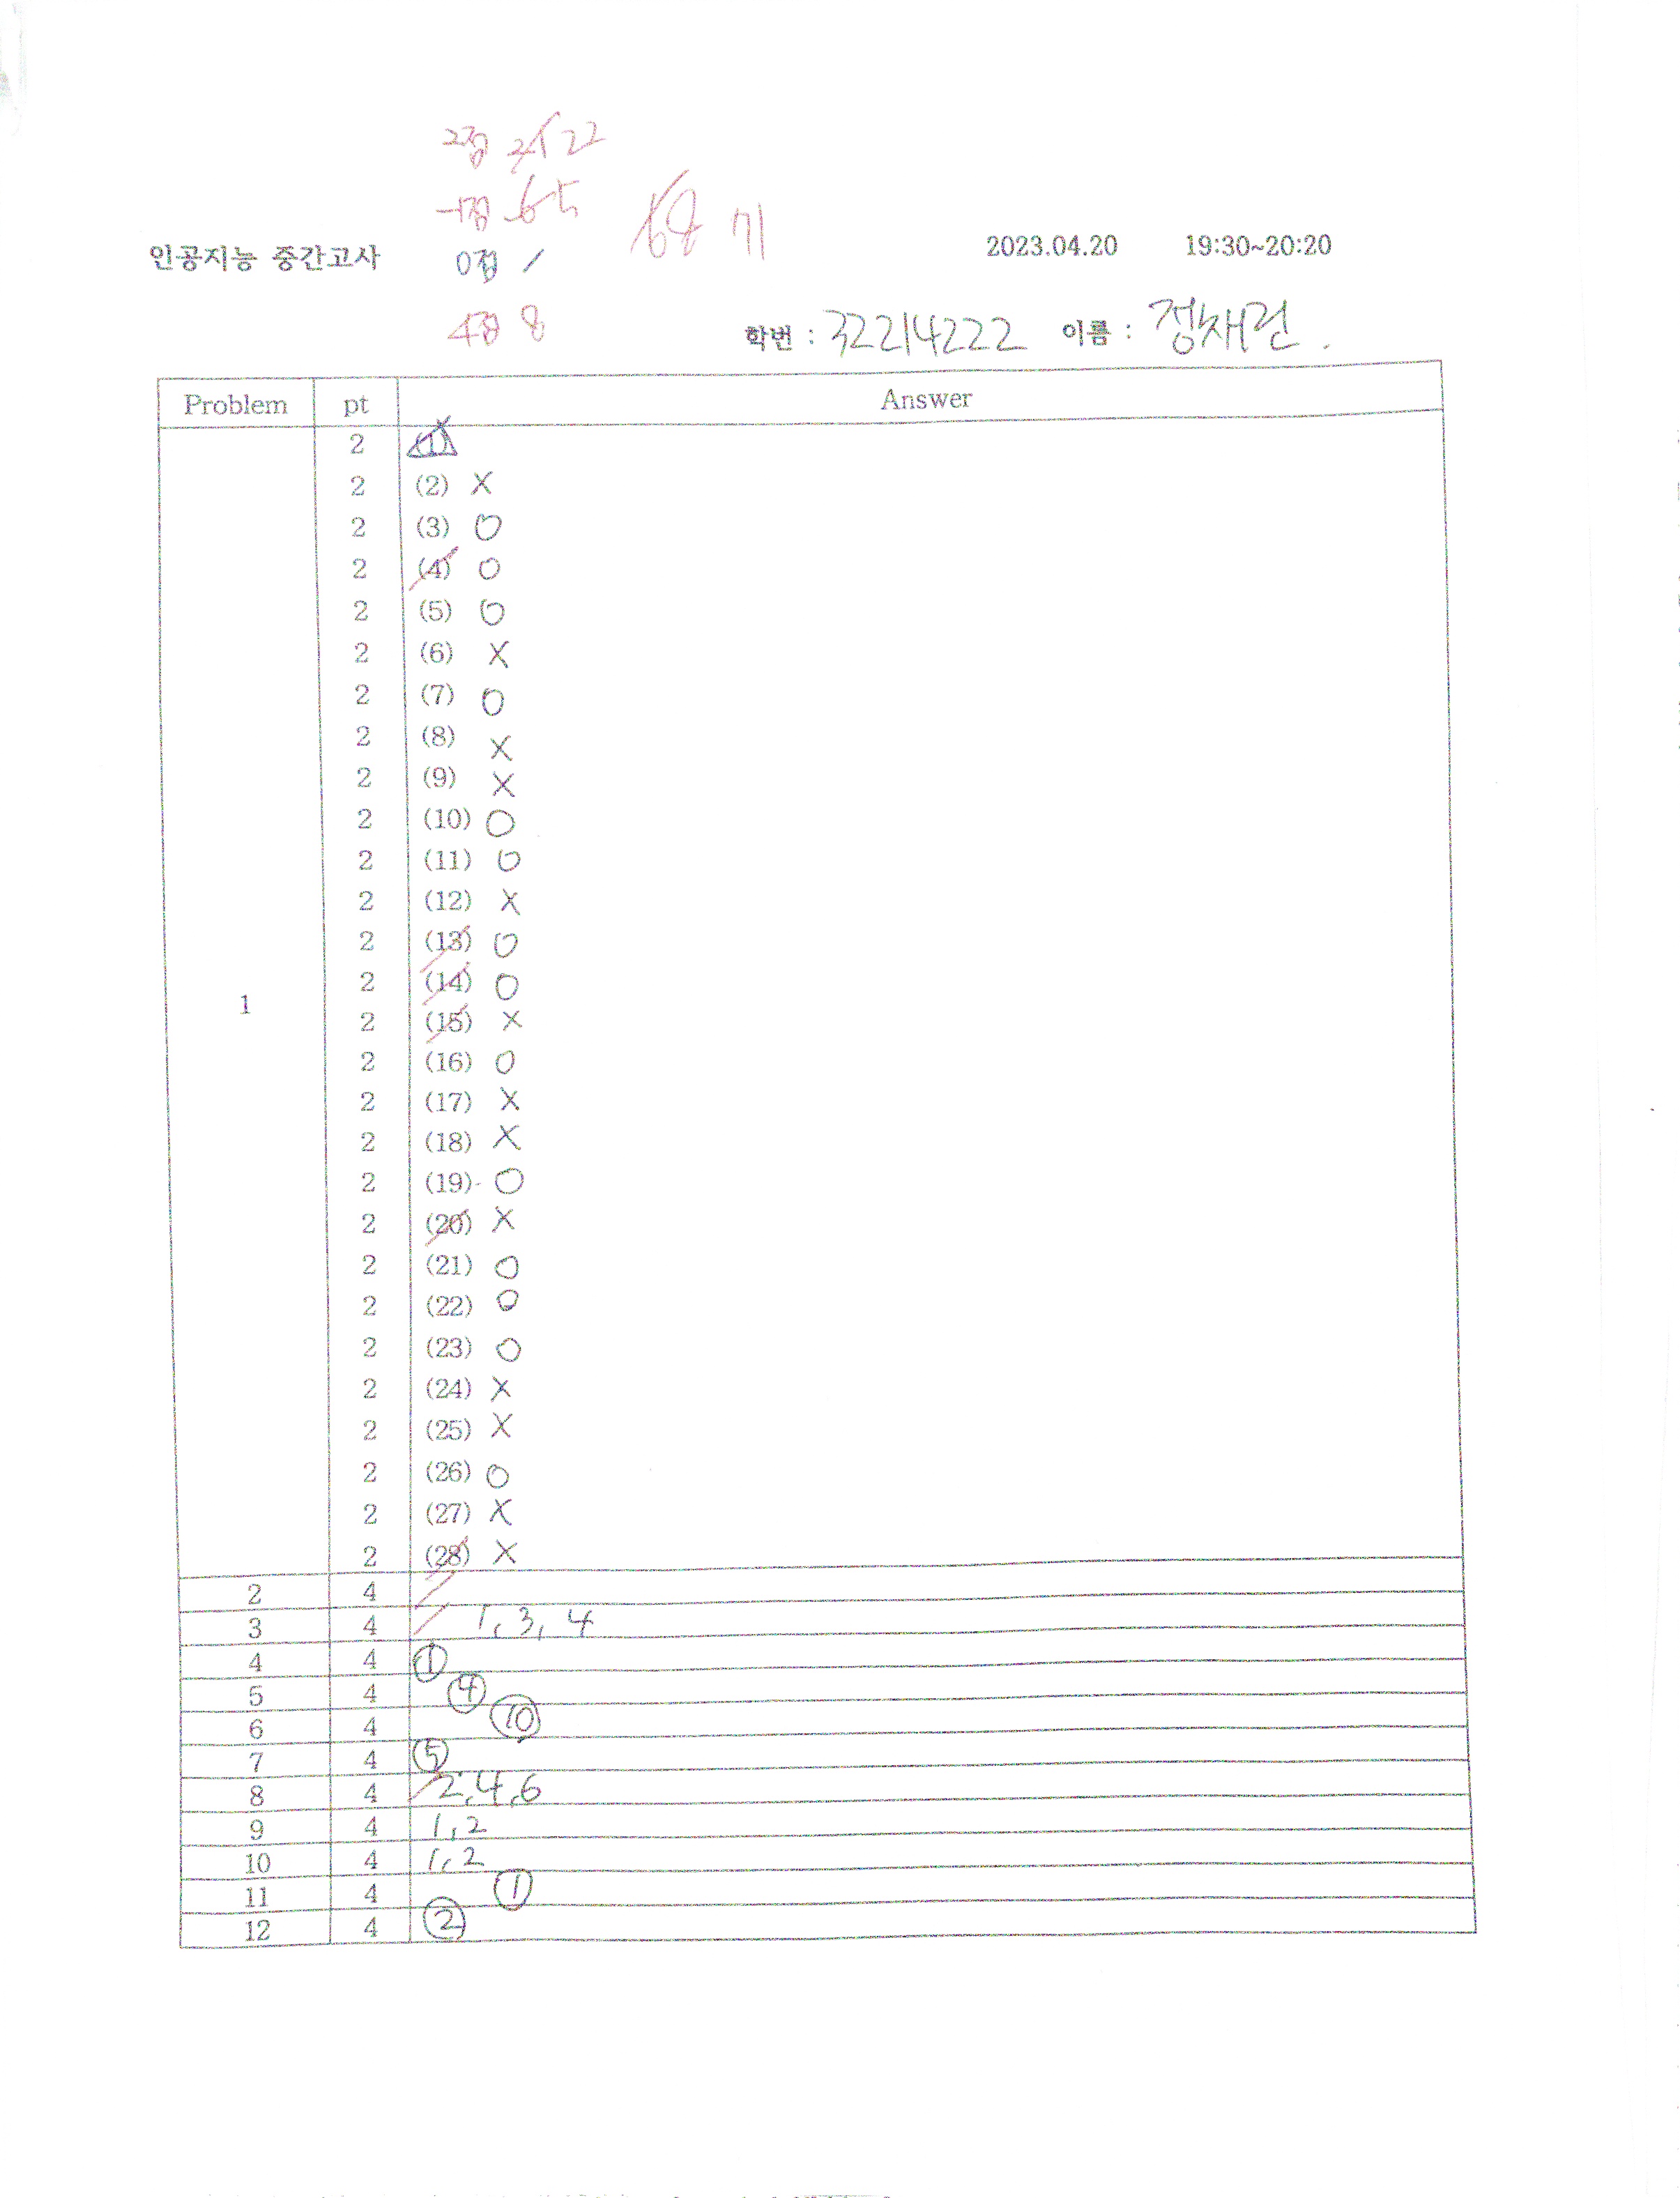 2점 21 22
-1점 6 5
68 71
인공지능 중간고사
0점 /
2023.04.20 19:30~20:20
4점 8
학번 : 32214222 이름 : 정채련
Problem pt Answer
2 (1)
2 (2) X
2 (3) O
2 (4) O
2 (5) O
2 (6) X
2 (7) O
2 (8) X
2 (9) X
2 (10) O
2 (11) O
2 (12) X
2 (13) O
2 (14) O
1
2 (15) X
2 (16) O
2 (17) X
2 (18) X
2 (19) O
2 (20) X
2 (21) O
2 (22) O
2 (23) O
2 (24) X
2 (25) X
2 (26) O
2 (27) X
2 (28) X
2 4
3 4 1, 3, 4
4 4 ①
5 4 ④
6 4 ⑩
7 4 ⑤
8 4 2,4,6
9 4 1,2
10 4 1,2
11 4 ①
12 4 ②